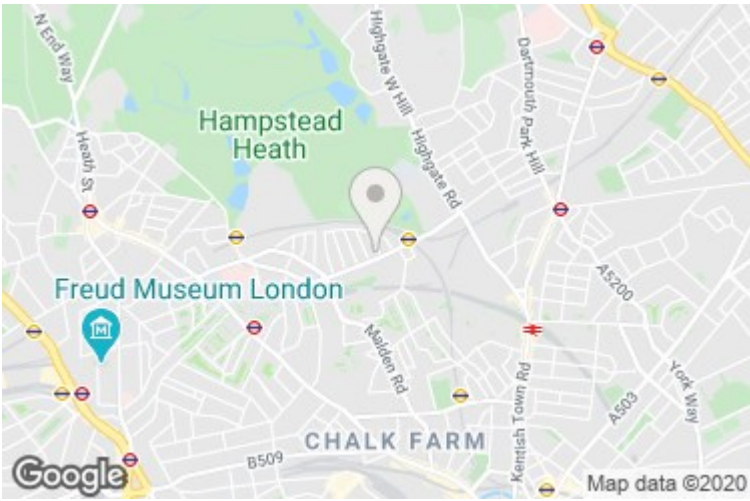 N End Way
Highgate W Hill
Dartmouth Park Hill
Hampstead
Heath
Heath St
Highgate Rd
A5200
Freud Museum London
M
Malden Rd
York Way
Kentish Town Rd
A503
CHALK FARM
B509
Google
Map data ©2020